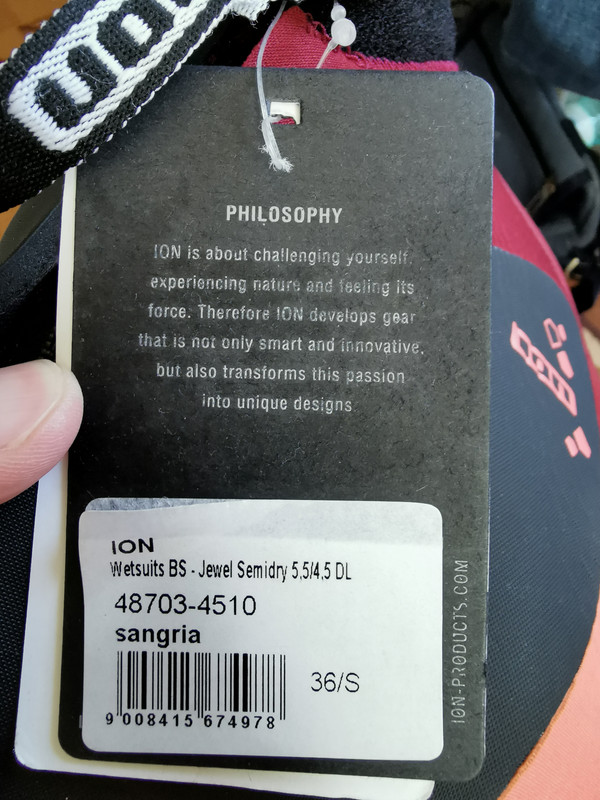 PHILOSOPHY
ION is about challenging yourself,
experiencing nature and feeling its
force. Therefore ION develops gear
that is not only smart and innovative,
but also transforms this passion
into unique designs
ION
Wetsuits BS - Jewel Semidry 5,5/4,5 DL
48703-4510
sangria
36/S
9 008415 674978
ION-PRODUCTS.COM
ION